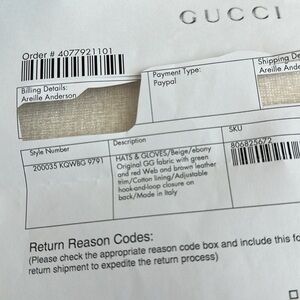 GUCCI
Order # 4077921101
Billing Details:
Areille Anderson
Payment Type:
Paypal
Shipping De
Areille Ande
Style Number
200035 KQWBG 9791
Description
HATS & GLOVES/Beige/ebony
Original GG fabric with green
and red Web and brown leather
trim/Cotton lining/Adjustable
hook-and-loop closure on
back/Made in Italy
SKU
806825672
Return Reason Codes:
(Please check the appropriate reason code box and include this fo
return shipment to expedite the return process)